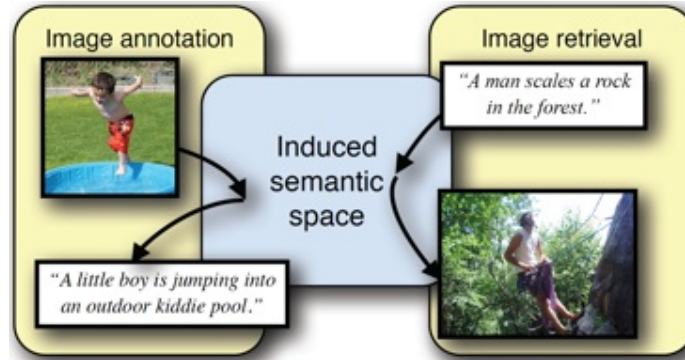 Image annotation
Image retrieval
“A man scales a rock
in the forest.”
Induced
semantic
space
“A little boy is jumping into
an outdoor kiddie pool.”